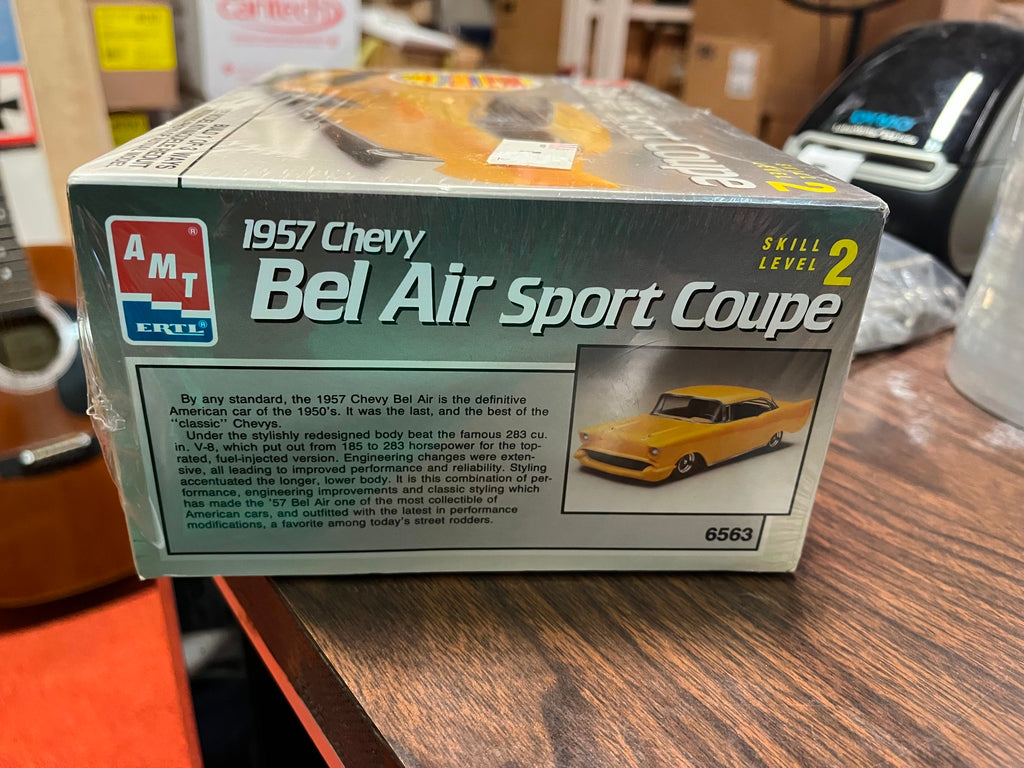 cantech
Sport Coupe
2
AMT
®
ERTL®
1957 Chevy
Bel Air Sport Coupe
SKILL
LEVEL 2
By any standard, the 1957 Chevy Bel Air is the definitive
American car of the 1950's. It was the last, and the best of the
"classic" Chevys.
Under the stylishly redesigned body beat the famous 283 cu.
in. V-8, which put out from 185 to 283 horsepower for the top-
rated, fuel-injected version. Engineering changes were exten-
sive, all leading to improved performance and reliability. Styling
accentuated the longer, lower body. It is this combination of per-
formance, engineering improvements and classic styling which
has made the '57 Bel Air one of the most collectible of
American cars, and outfitted with the latest in performance
modifications, a favorite among today's street rodders.
6563